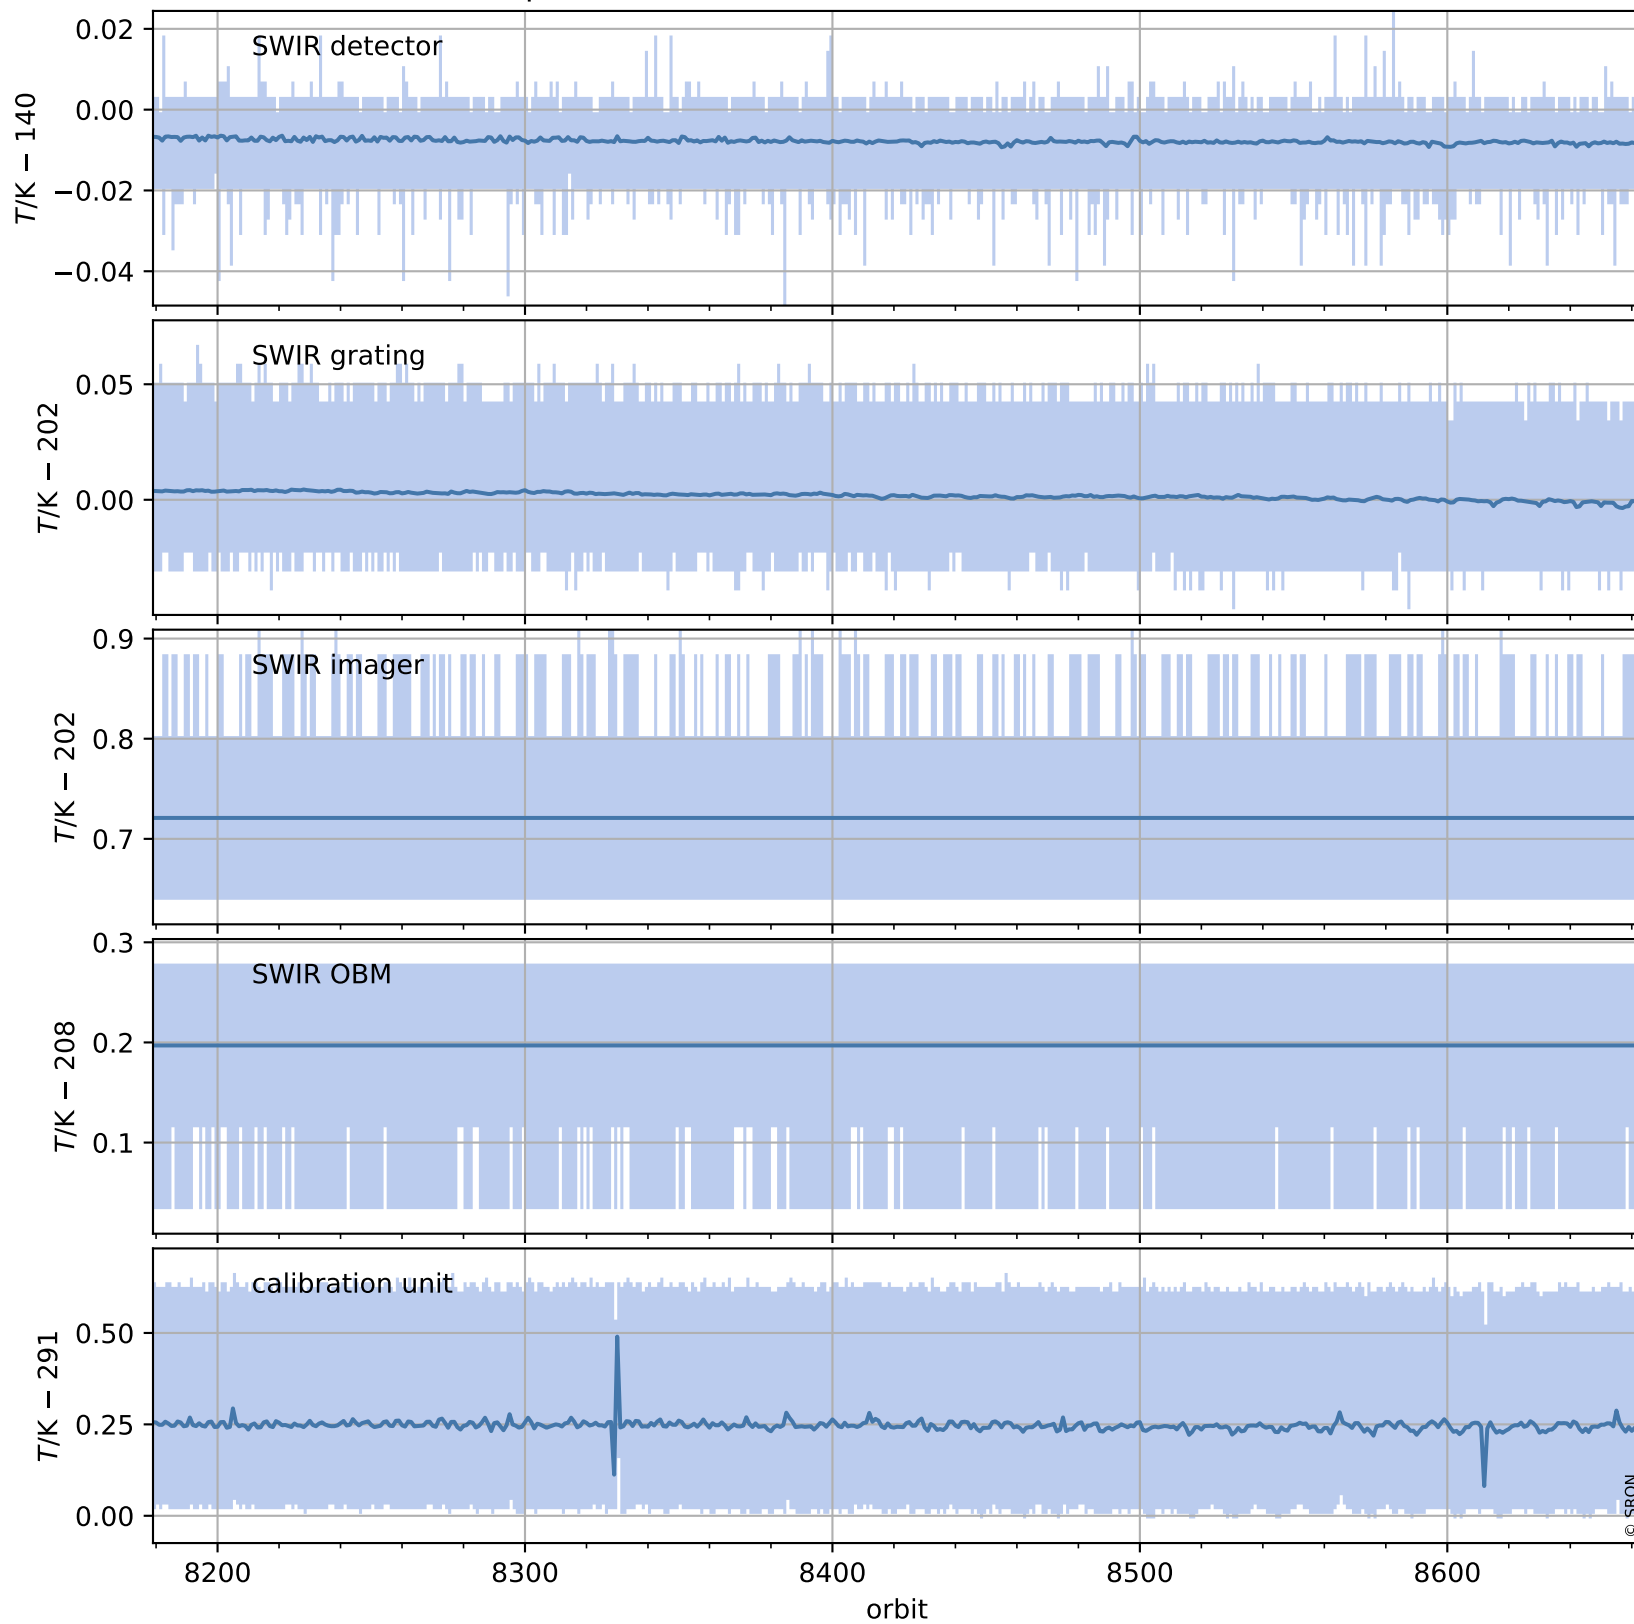 0.02
SWIR detector
0.00
−0.02
−0.04
T/K − 140
SWIR grating
0.05
0.00
T/K − 202
0.9
SWIR imager
0.8
0.7
T/K − 202
0.3
SWIR OBM
0.2
0.1
T/K − 208
calibration unit
0.50
0.25
0.00
T/K − 291
© SRON
8200 8300 8400 8500 8600
orbit